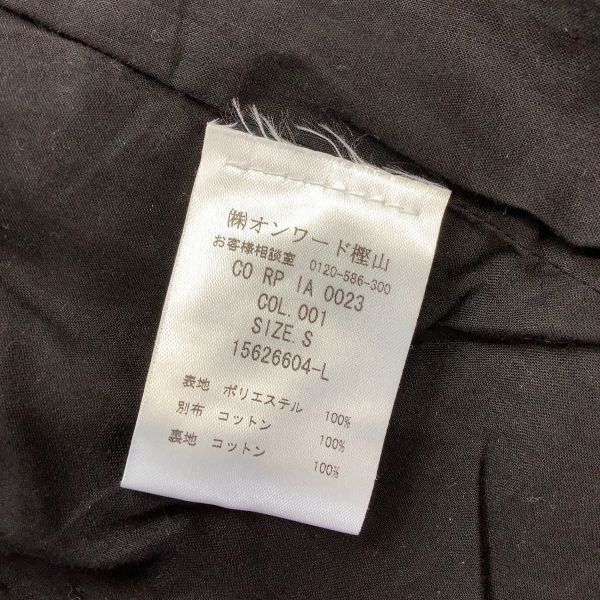 ㈱オンワード樫山
お客様相談室 0120-586-300
CO RP IA 0023
COL.001
SIZE.S
15626604-L
表地 ポリエステル 100%
別布 コットン 100%
裏地 コットン 100%